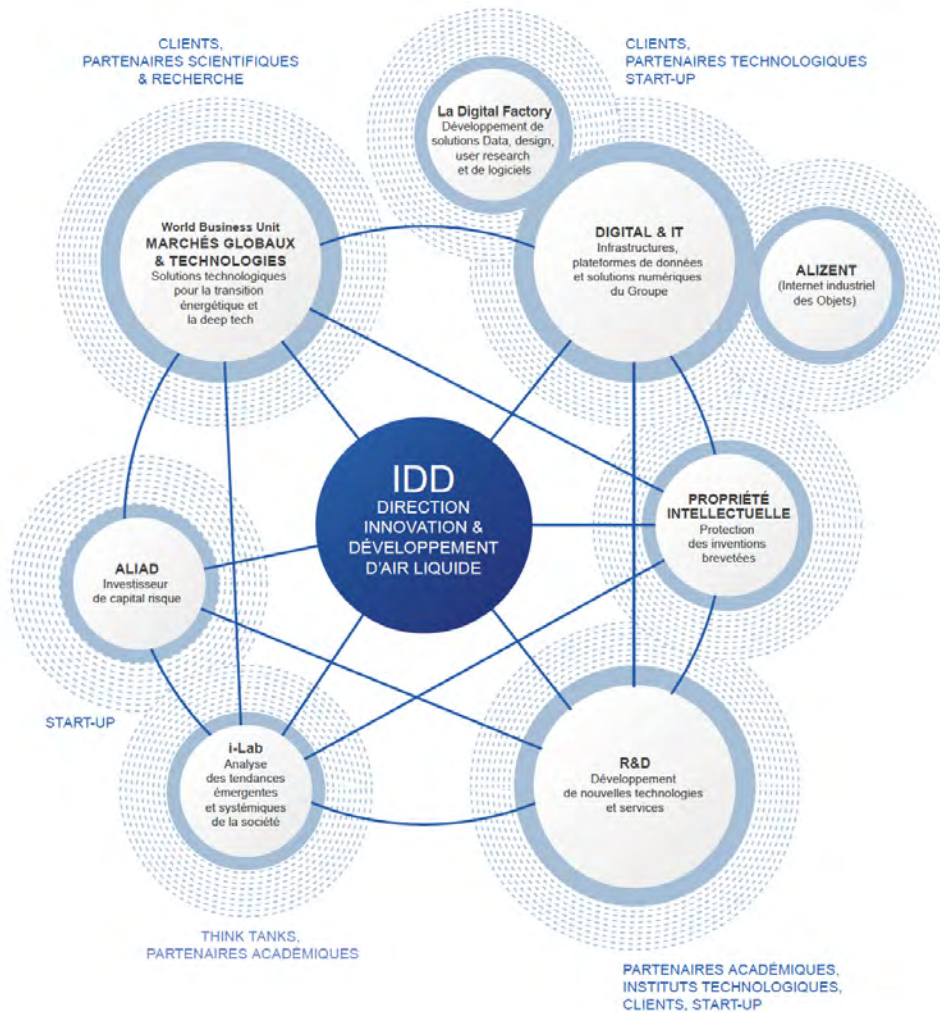 CLIENTS,
PARTENAIRES SCIENTIFIQUES
& RECHERCHE
CLIENTS,
PARTENAIRES TECHNOLOGIQUES
START-UP
La Digital Factory
Développement de
solutions Data, design,
user research
et de logiciels
World Business Unit
MARCHÉS GLOBAUX
& TECHNOLOGIES
Solutions technologiques
pour la transition
énergétique et
la deep tech
DIGITAL & IT
Infrastructures,
plateformes de données
et solutions numériques
du Groupe
ALIZENT
(Internet industriel
des Objets)
IDD
DIRECTION
INNOVATION &
DÉVELOPPEMENT
D'AIR LIQUIDE
PROPRIÉTÉ
INTELLECTUELLE
Protection
des inventions
brevetées
ALIAD
Investisseur
de capital risque
START-UP
i-Lab
Analyse
des tendances
émergentes
et systémiques
de la société
R&D
Développement
de nouvelles technologies
et services
THINK TANKS,
PARTENAIRES ACADÉMIQUES
PARTENAIRES ACADÉMIQUES,
INSTITUTS TECHNOLOGIQUES,
CLIENTS, START-UP